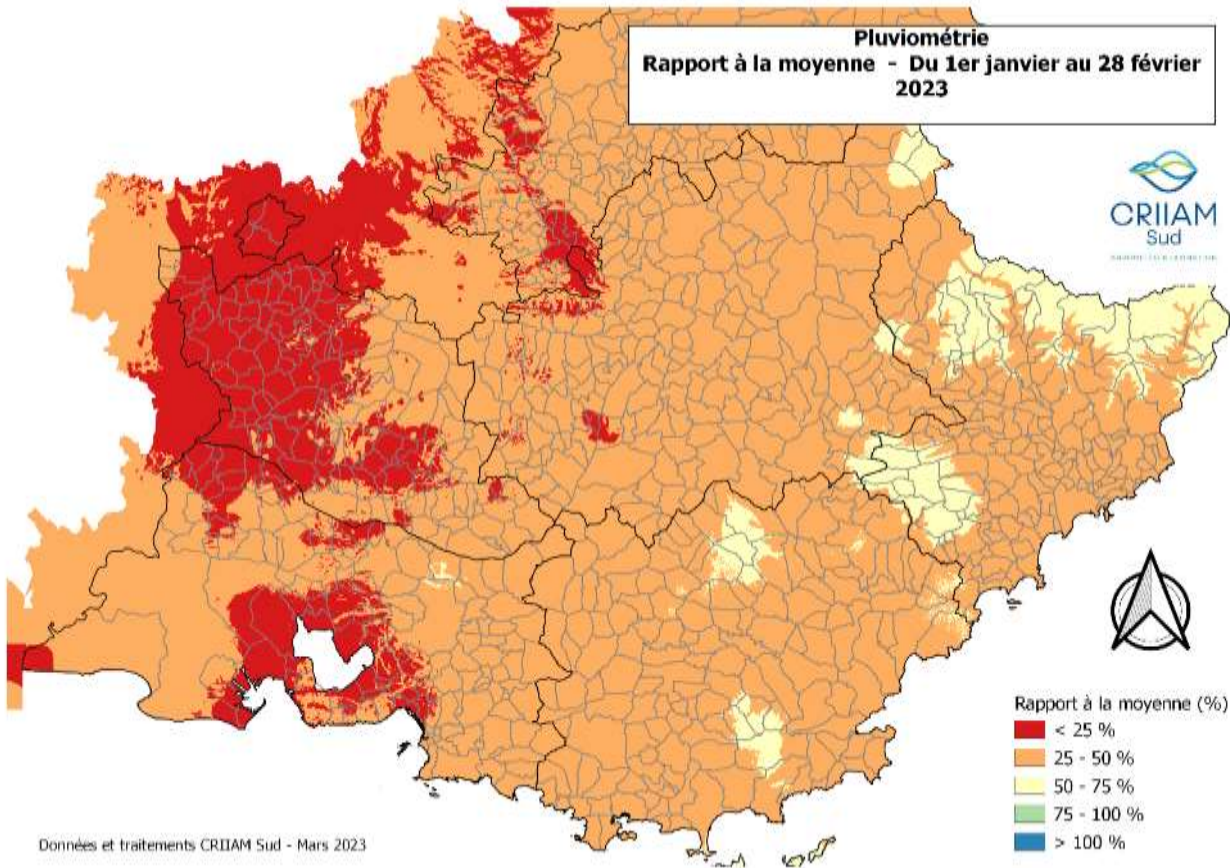 Pluviométrie
Rapport à la moyenne - Du 1er janvier au 28 février
2023
CRIIAM
Sud
Rapport à la moyenne (%)
< 25 %
25 - 50 %
50 - 75 %
75 - 100 %
> 100 %
Données et traitements CRIIAM Sud - Mars 2023